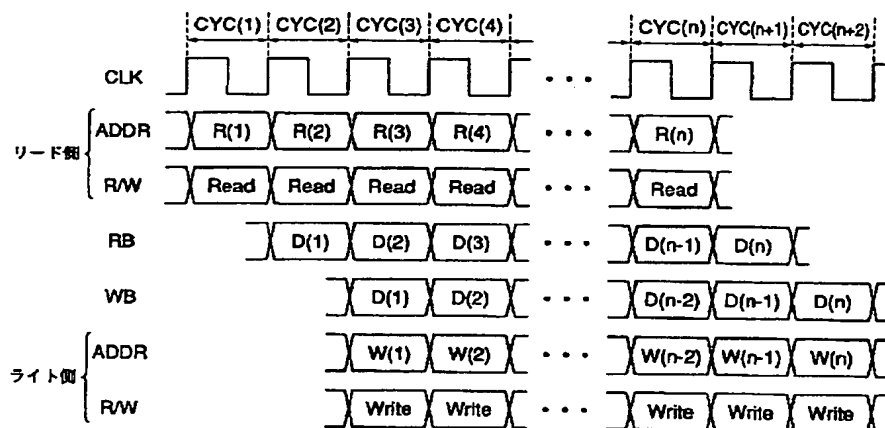 CYC(1) CYC(2) CYC(3) CYC(4) CYC(n) CYC(n+1) CYC(n+2)
CLK
リード側
ADDR R(1) R(2) R(3) R(4) R(n)
R/W Read Read Read Read Read
RB D(1) D(2) D(3) D(n-1) D(n)
WB D(1) D(2) D(n-2) D(n-1) D(n)
ライト側
ADDR W(1) W(2) W(n-2) W(n-1) W(n)
R/W Write Write Write Write Write